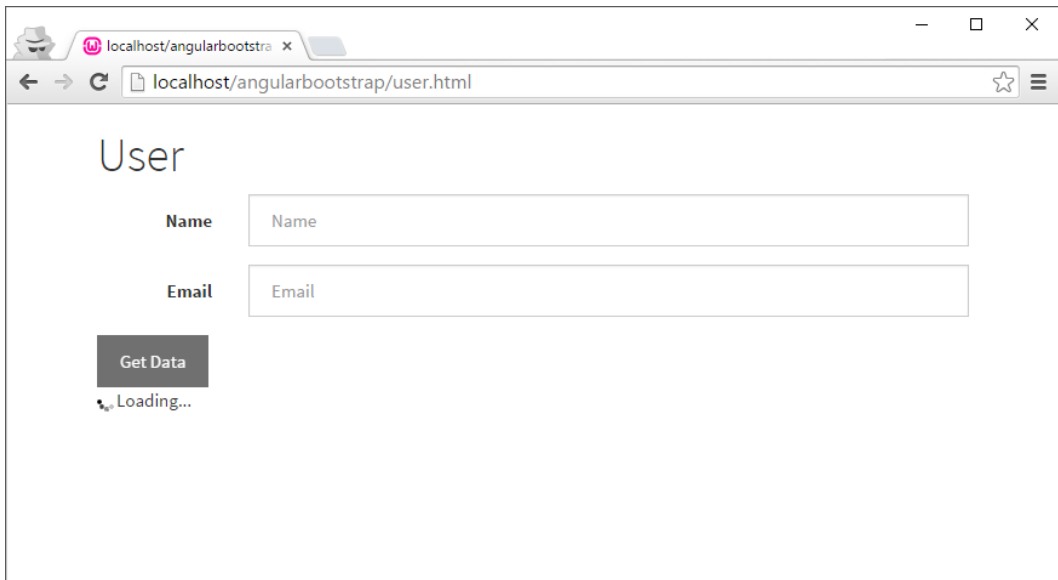 localhost/angularbootstra
localhost/angularbootstrap/user.html
User
Name Name
Email Email
Get Data
Loading...